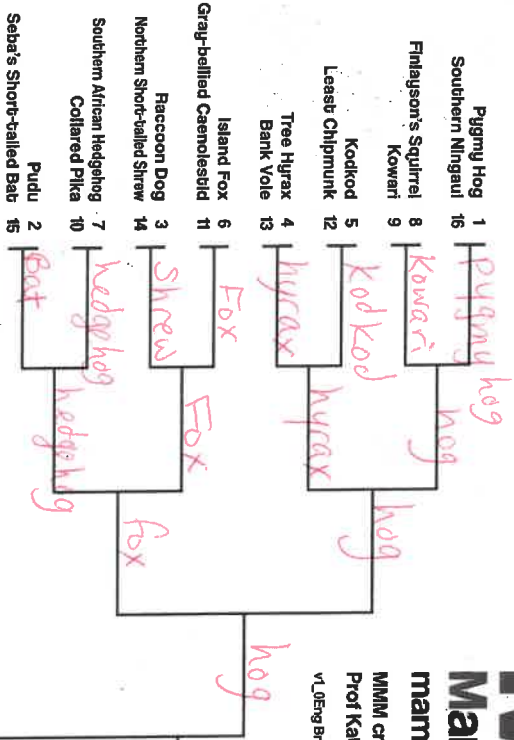 Pygmy Hog 1
Southern Ningaui 16
Finlayson's Squirrel 8
Kowari 9
Kodkod 5
Least Chipmunk 12
Tree Hyrax 4
Bank Vole 13
Island Fox 6
Gray-bellied Caenolestid 11
Raccoon Dog 3
Northern Short-tailed Shrew 14
Southern African Hedgehog 7
Collared Pika 10
Pudu 2
Seba's Short-tailed Bat 15
Pygmy hog
Kowari
Kodkod
hyrax
Fox
Shrew
hedgehog
Bat
hog
hyrax
Fox
hedgehog
hog
fox
hog
Ma
mam
MMM cr
Prof Ka
v1_0Eng Br